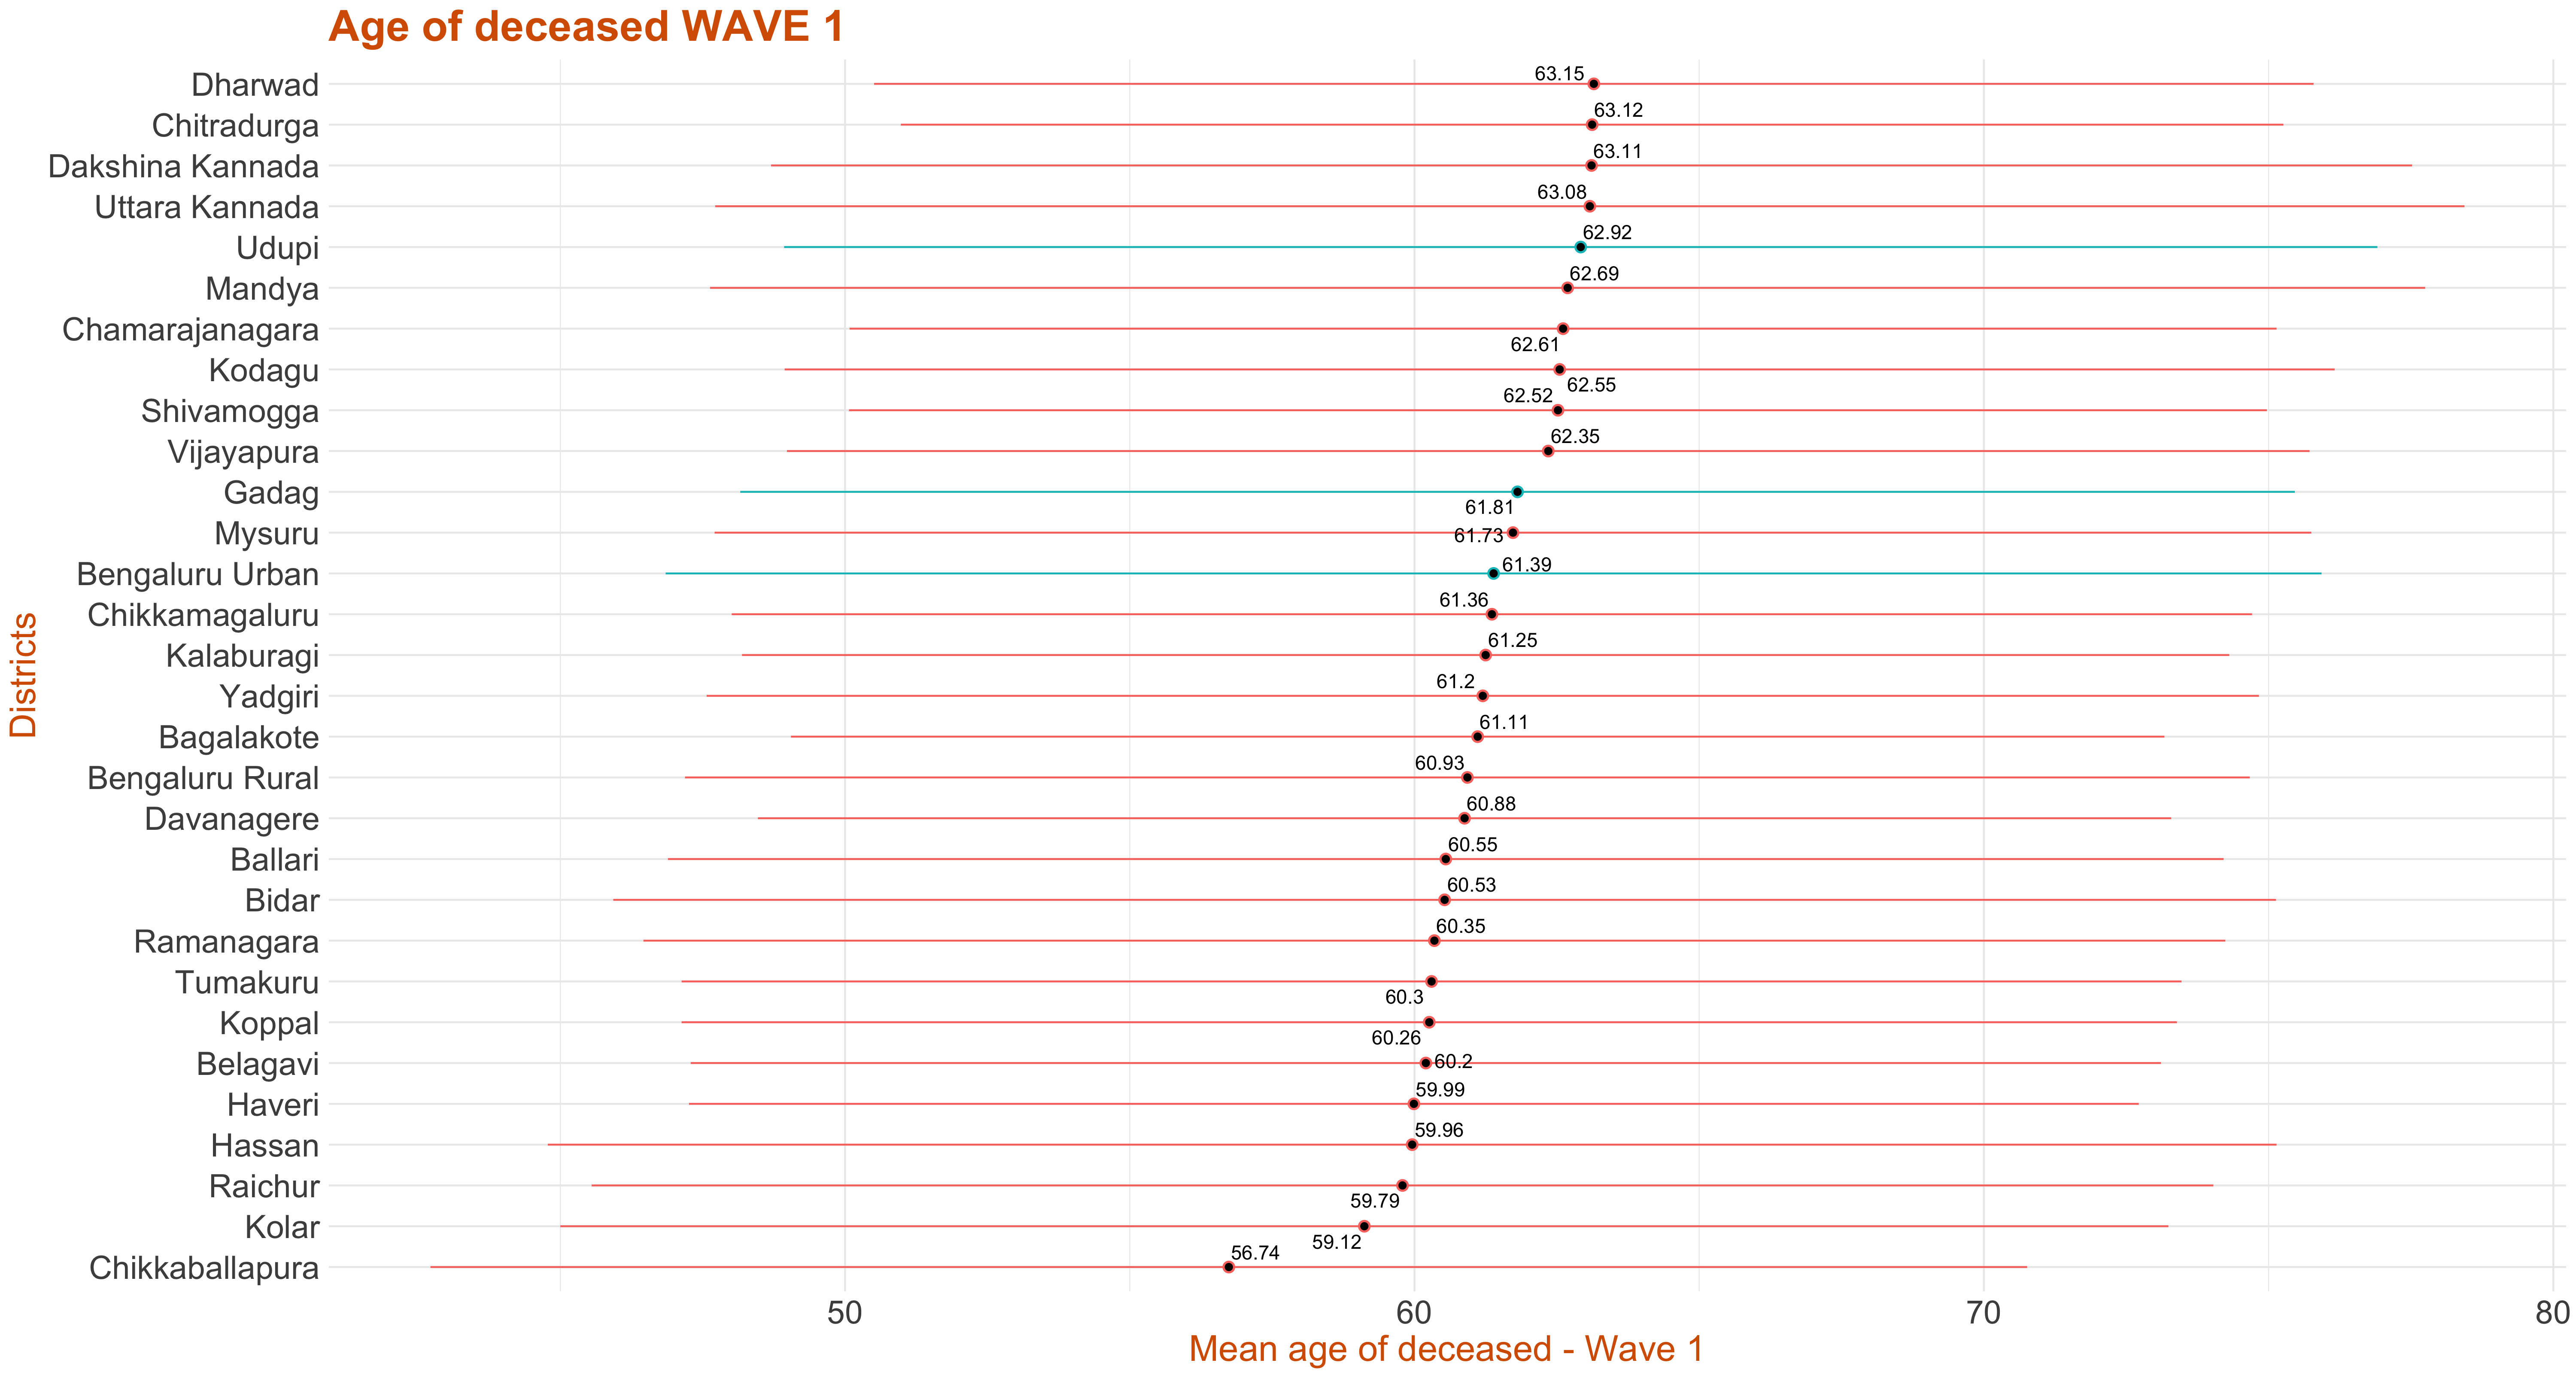 Age of deceased WAVE 1
Dharwad 63.15
Chitradurga 63.12
Dakshina Kannada 63.11
Uttara Kannada 63.08
Udupi 62.92
Mandya 62.69
Chamarajanagara 62.61
Kodagu 62.55
Shivamogga 62.52
Vijayapura 62.35
Gadag 61.81
Mysuru 61.73
Bengaluru Urban 61.39
Chikkamagaluru 61.36
Kalaburagi 61.25
Yadgiri 61.2
Bagalakote 61.11
Bengaluru Rural 60.93
Davanagere 60.88
Ballari 60.55
Bidar 60.53
Ramanagara 60.35
Tumakuru 60.3
Koppal 60.26
Belagavi 60.2
Haveri 59.99
Hassan 59.96
Raichur 59.79
Kolar 59.12
Chikkaballapura 56.74
Districts
50 60 70 80
Mean age of deceased - Wave 1